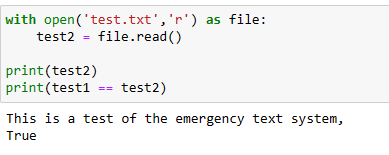 with open('test.txt','r') as file:
    test2 = file.read()

print(test2)
print(test1 == test2)
This is a test of the emergency text system,
True